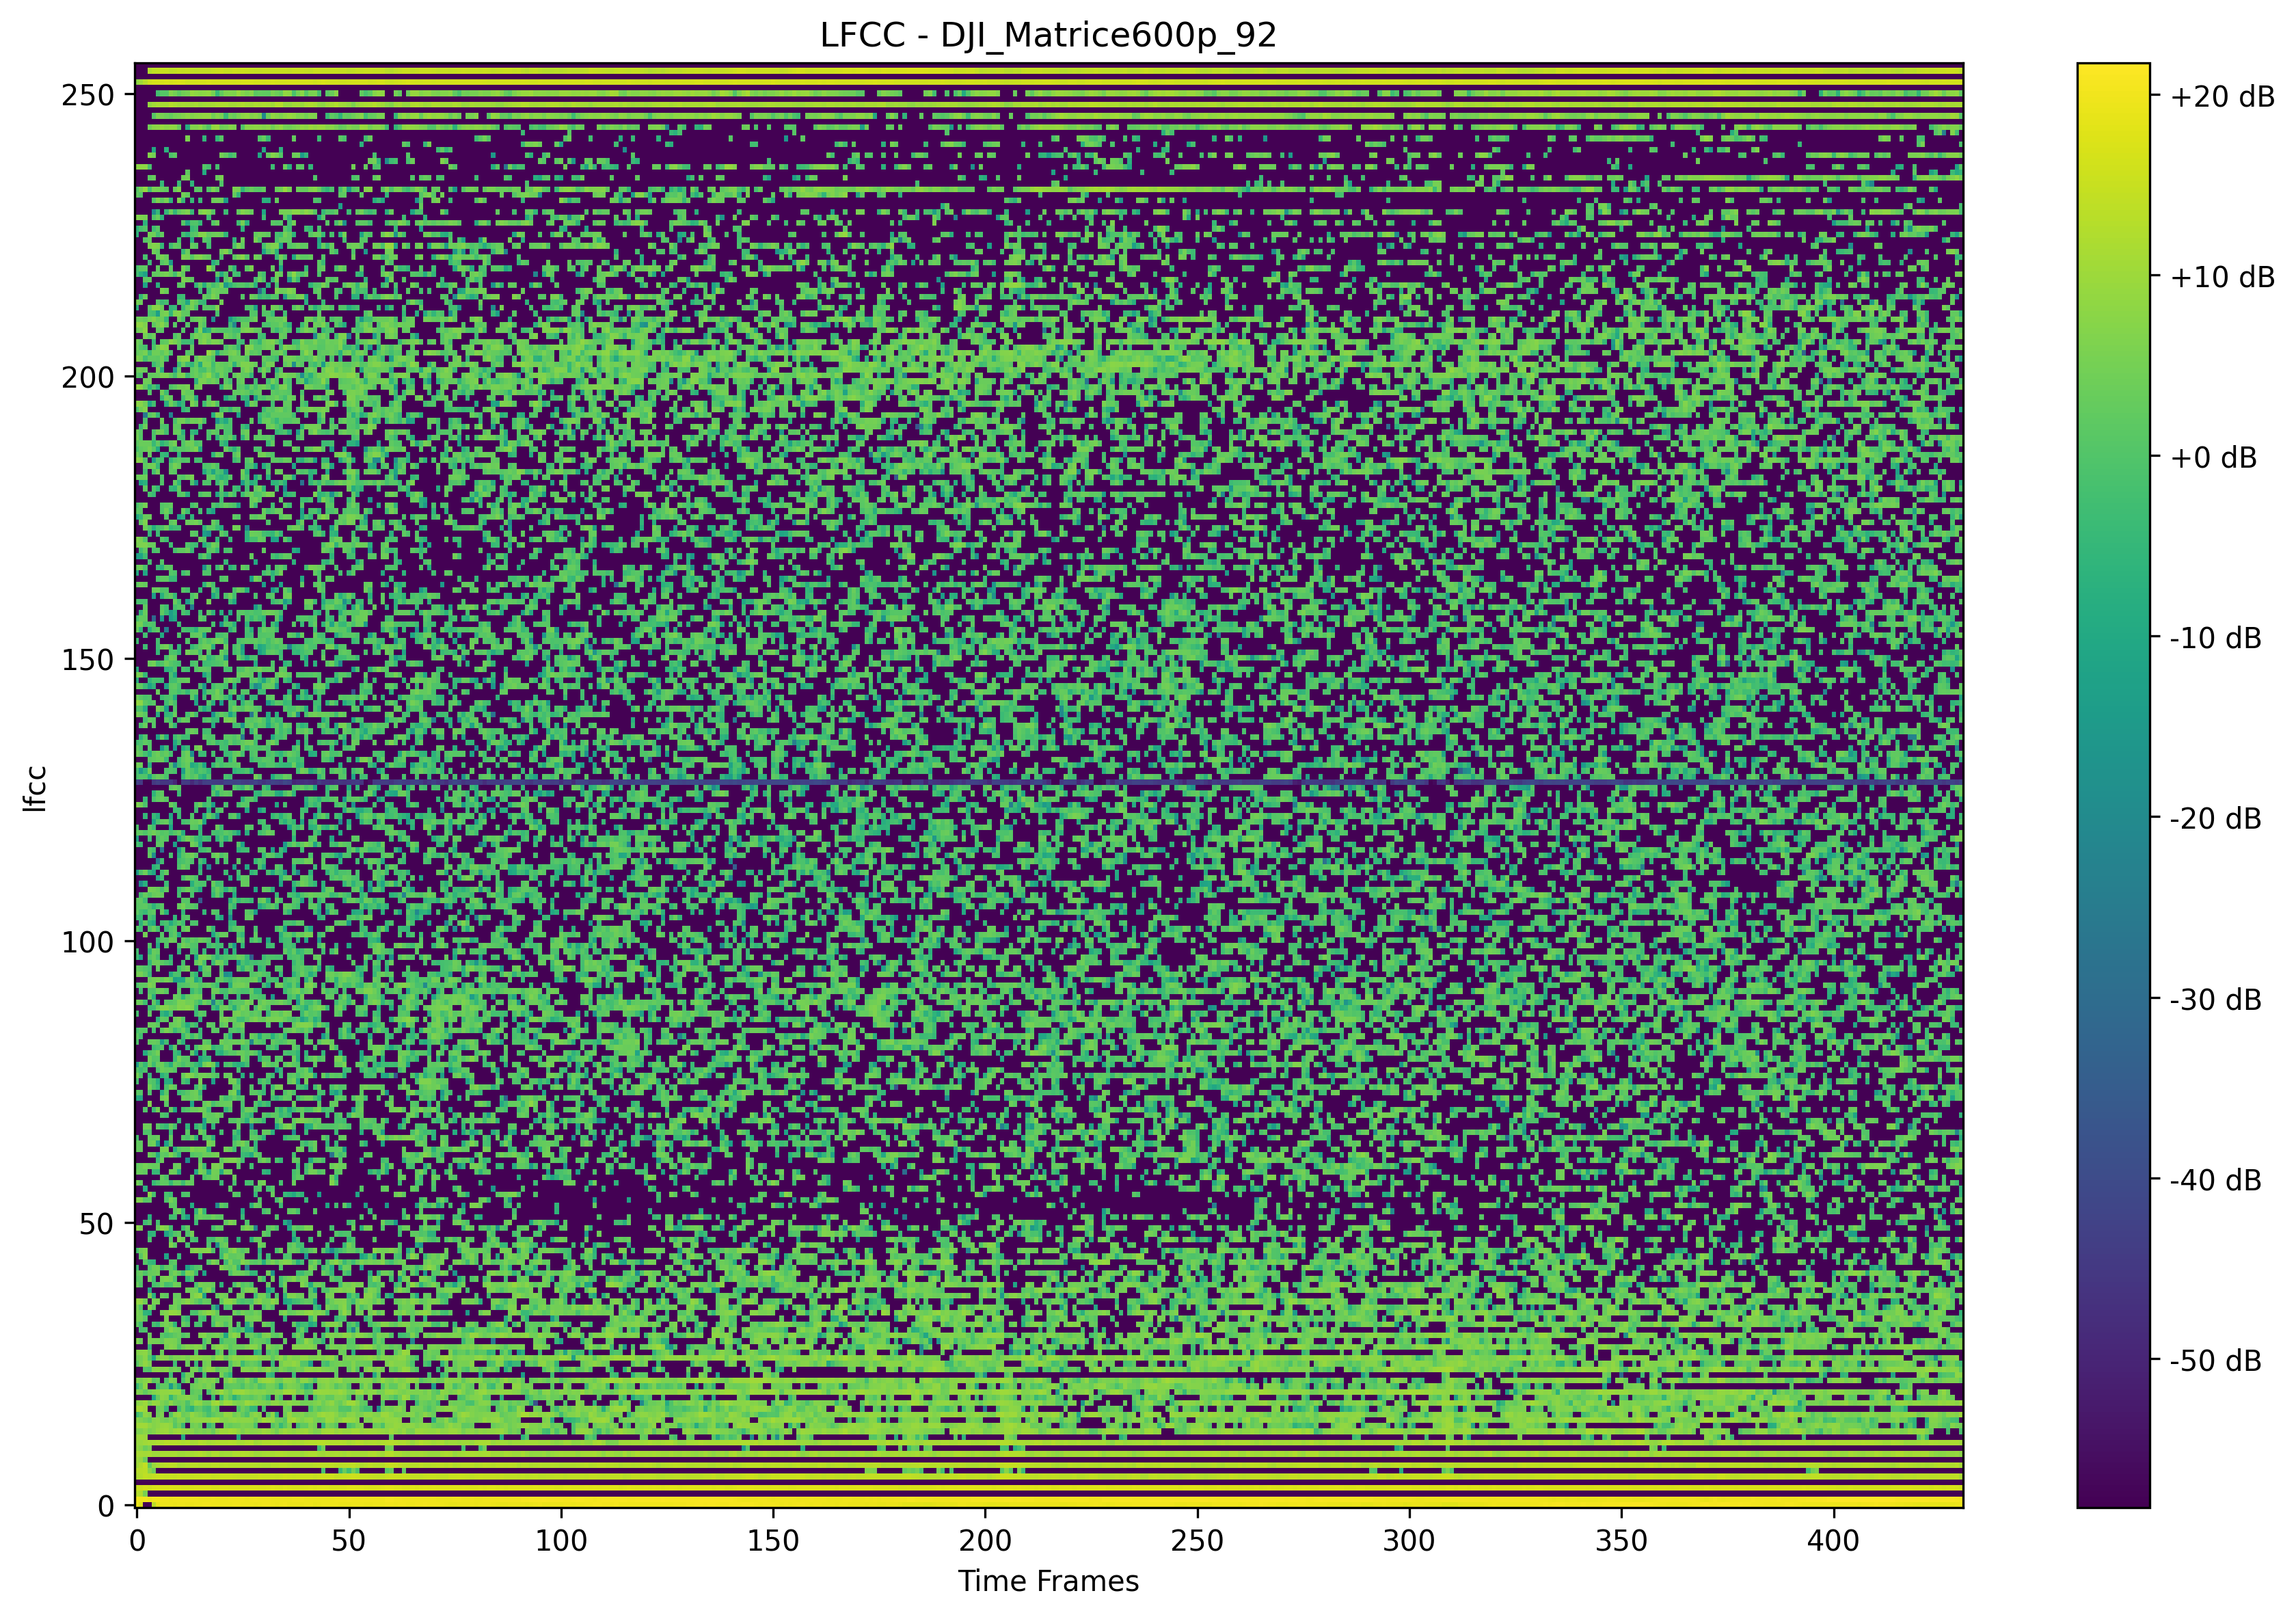 LFCC - DJI_Matrice600p_92
lfcc
250
200
150
100
50
0
0 50 100 150 200 250 300 350 400
Time Frames
+20 dB
+10 dB
+0 dB
-10 dB
-20 dB
-30 dB
-40 dB
-50 dB